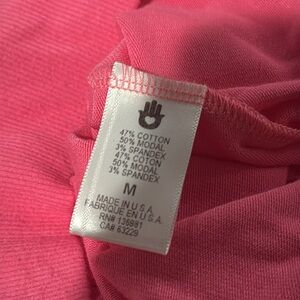 47% COTTON
50% MODAL
3% SPANDEX
47% COTON
50% MODAL
3% SPANDEX
M
MADE IN U.S.A.
FABRIQUE EN U.S.A.
RN# 136981
CA# 63229